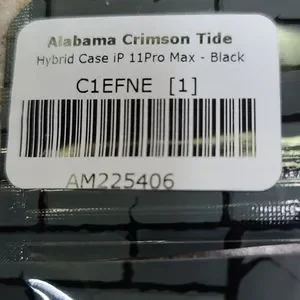 Alabama Crimson Tide
Hybrid Case iP 11Pro Max - Black
C1EFNE [1]
AM225406